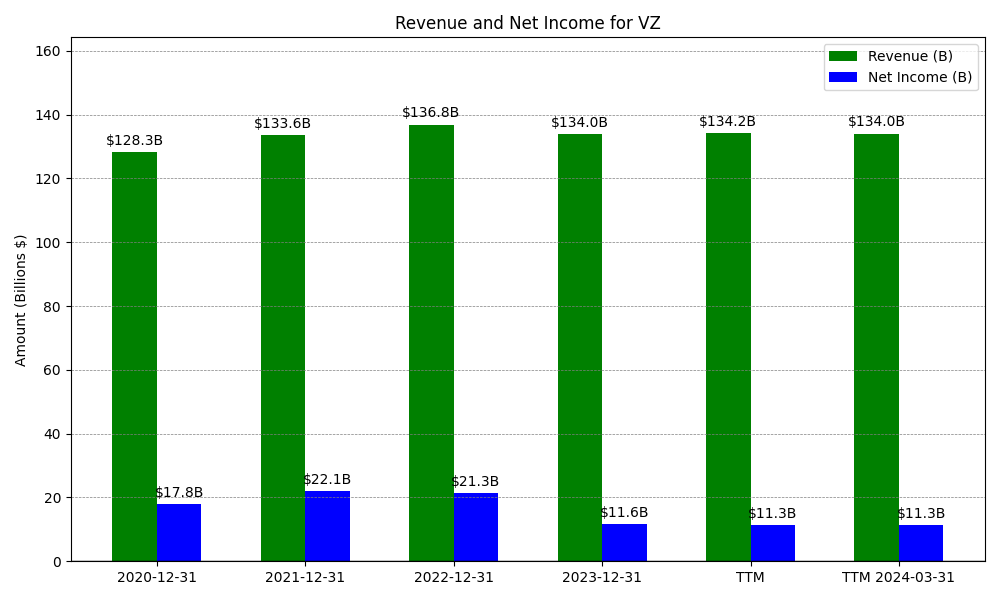 Revenue and Net Income for VZ
Revenue (B)
Net Income (B)
Amount (Billions $)
160
140
120
100
80
60
40
20
0
$128.3B
$133.6B
$136.8B
$134.0B
$134.2B
$134.0B
$17.8B
$22.1B
$21.3B
$11.6B
$11.3B
$11.3B
2020-12-31
2021-12-31
2022-12-31
2023-12-31
TTM
TTM 2024-03-31